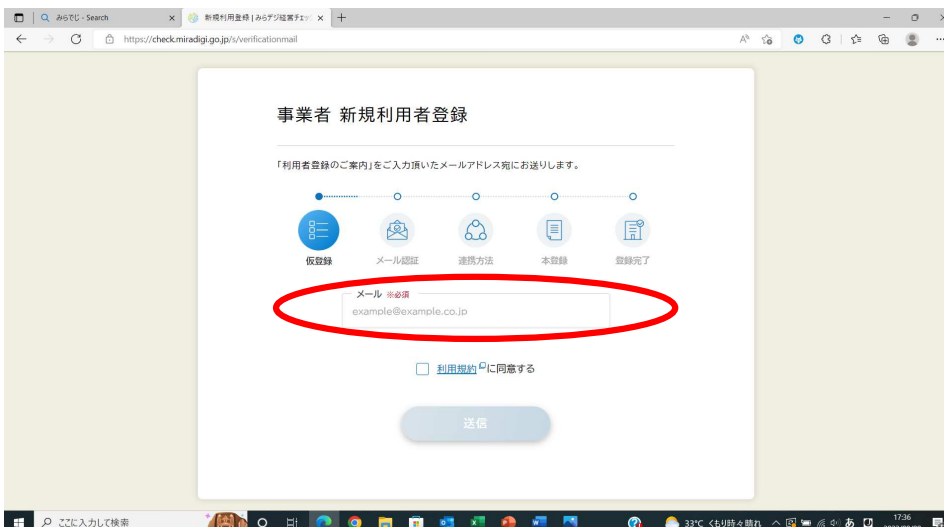 みらでじ - Search
新規利用登録 | みらデジ経営チェッ
https://check.miradigi.go.jp/s/verificationmail
事業者 新規利用者登録
「利用者登録のご案内」をご入力頂いたメールアドレス宛にお送りします。
仮登録
メール認証
連携方法
本登録
登録完了
メール ※必須
example@example.co.jp
利用規約に同意する
送信
ここに入力して検索
33°C くもり時々晴れ
あ
17:36